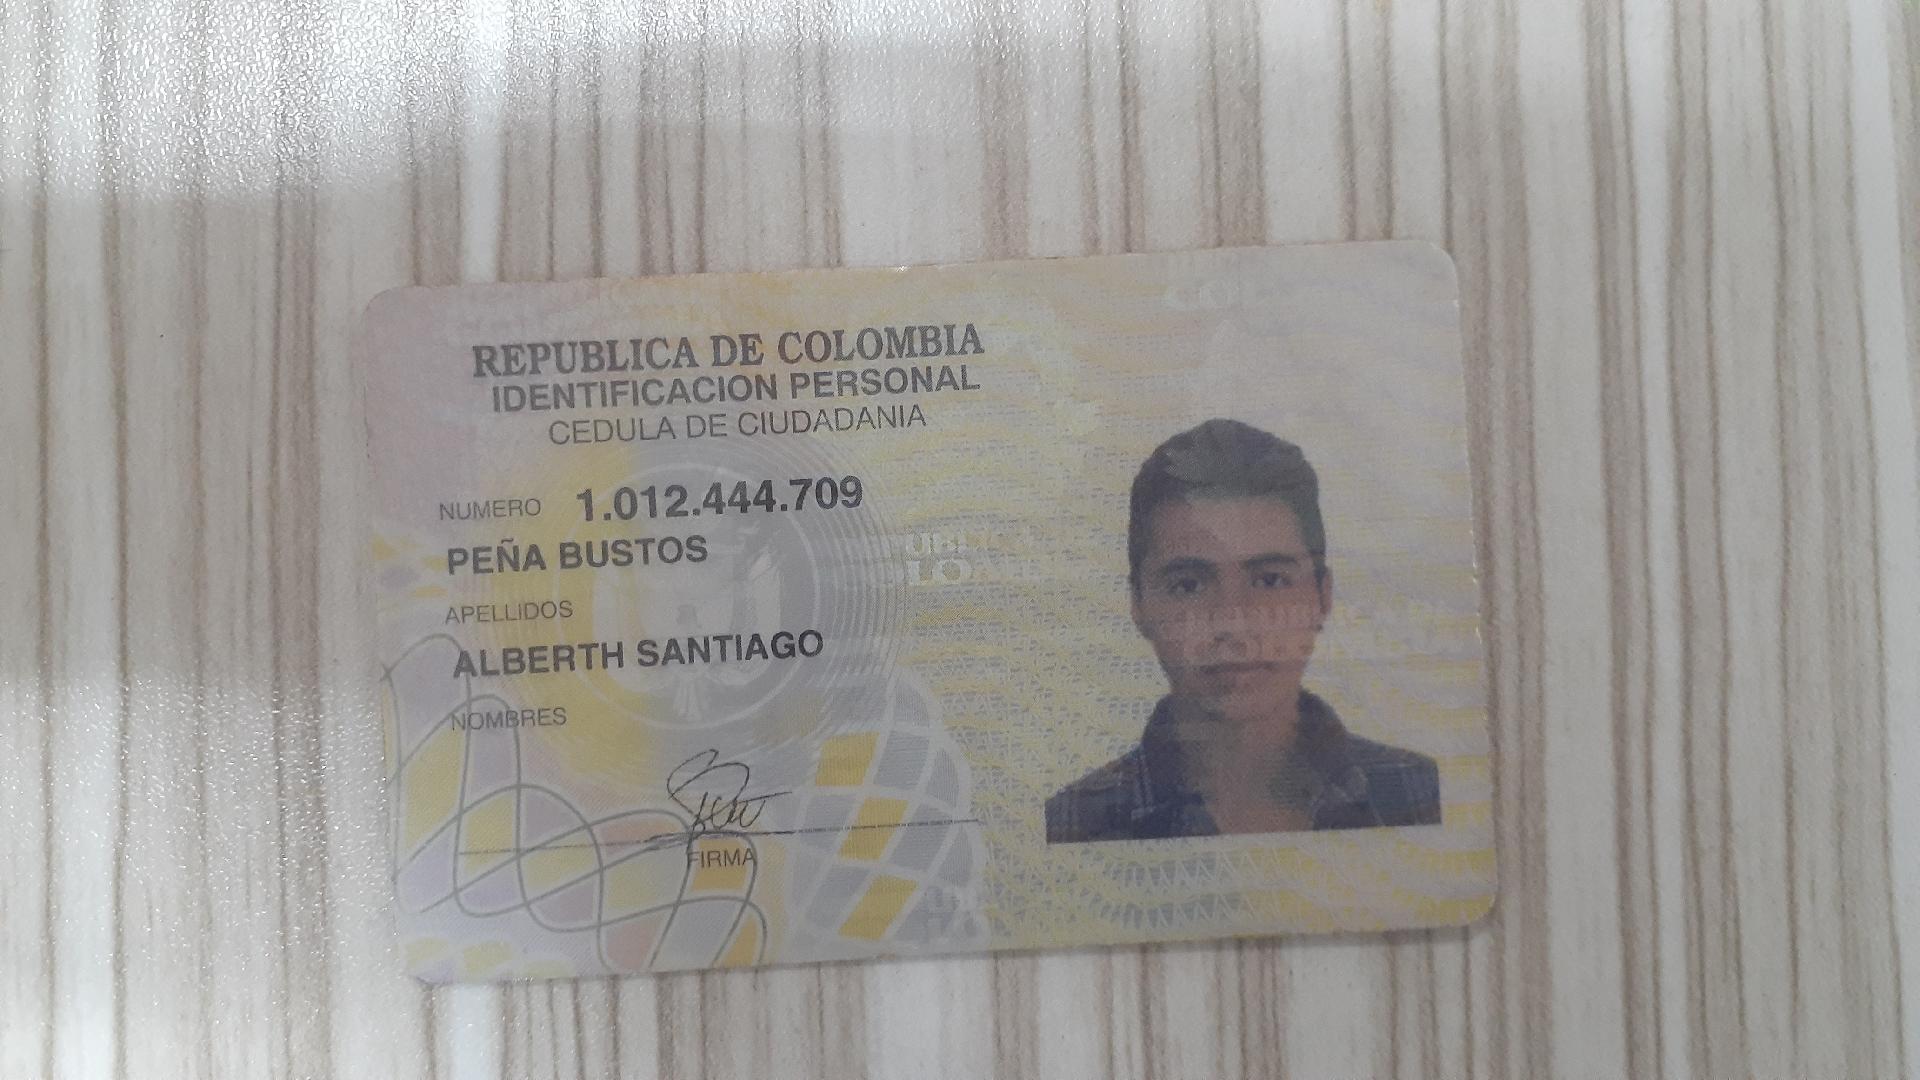 REPUBLICA DE COLOMBIA
IDENTIFICACION PERSONAL
CEDULA DE CIUDADANIA
NUMERO 1.012.444.709
PEÑA BUSTOS
APELLIDOS
ALBERTH SANTIAGO
NOMBRES
FIRMA